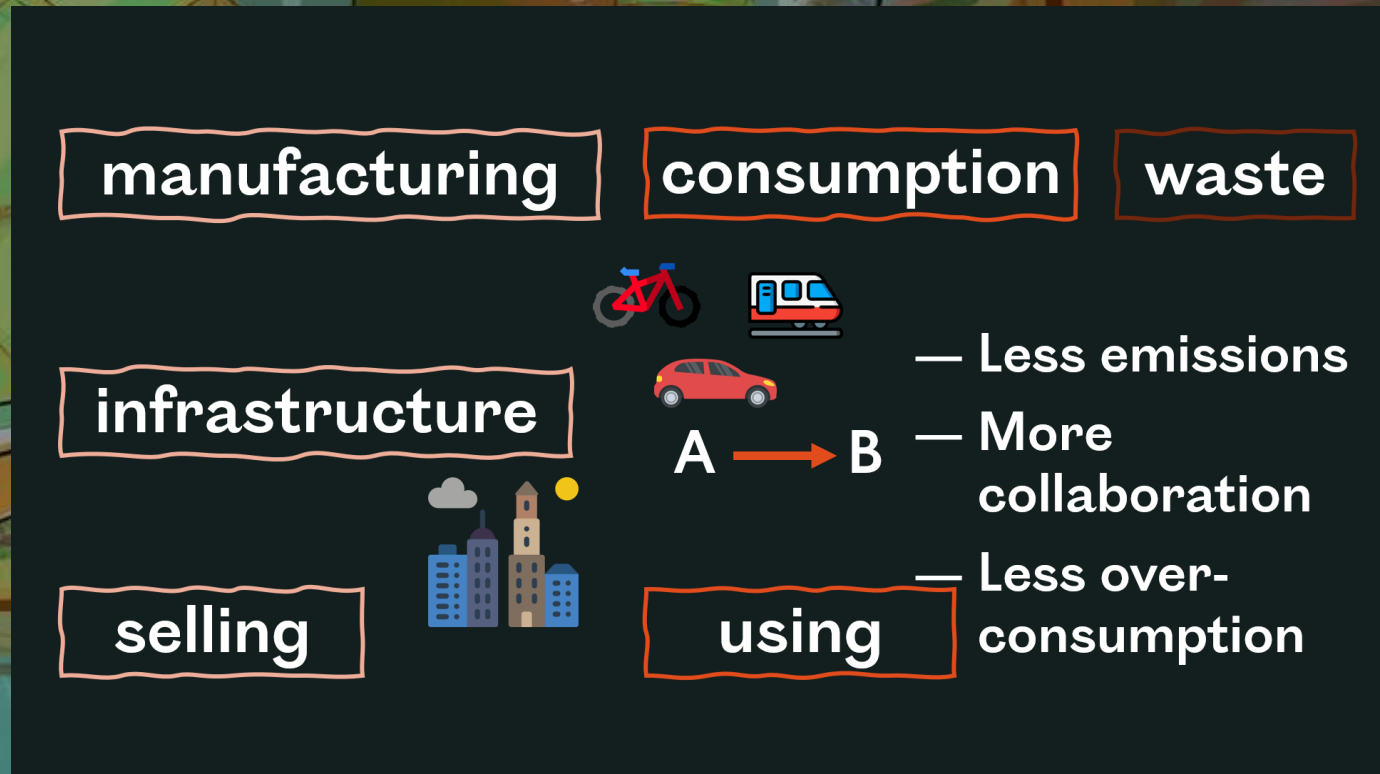 manufacturing
consumption
waste
infrastructure
A
B
— Less emissions
— More
collaboration
— Less over-
consumption
selling
using